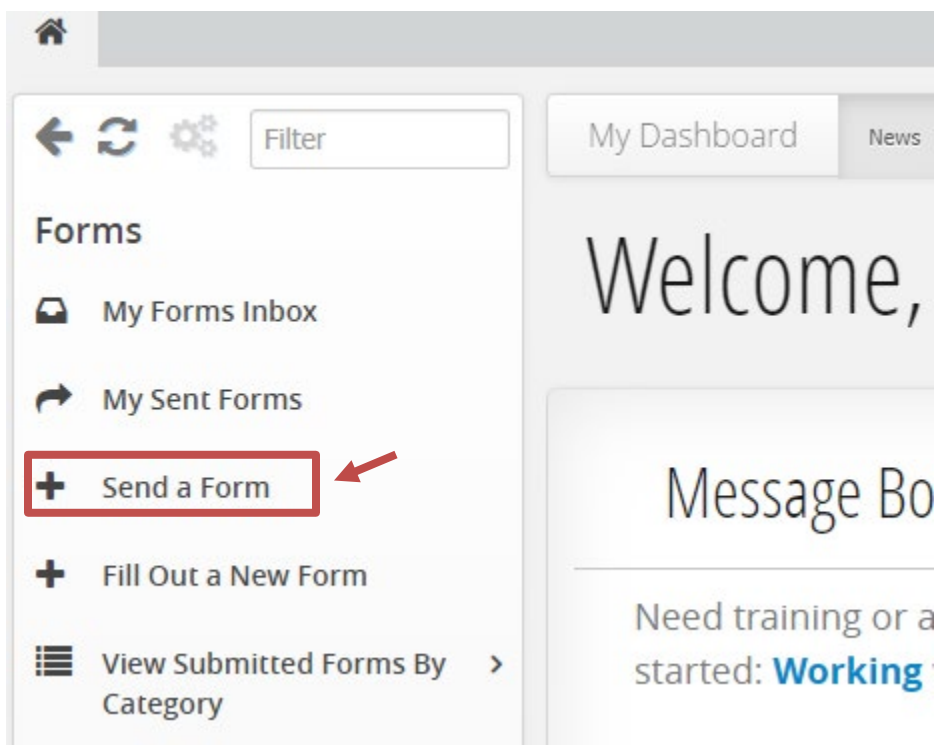 Filter
Forms
My Forms Inbox
My Sent Forms
Send a Form
Fill Out a New Form
View Submitted Forms By
Category
My Dashboard
News
Welcome,
Message Bo
Need training or a
started: Working